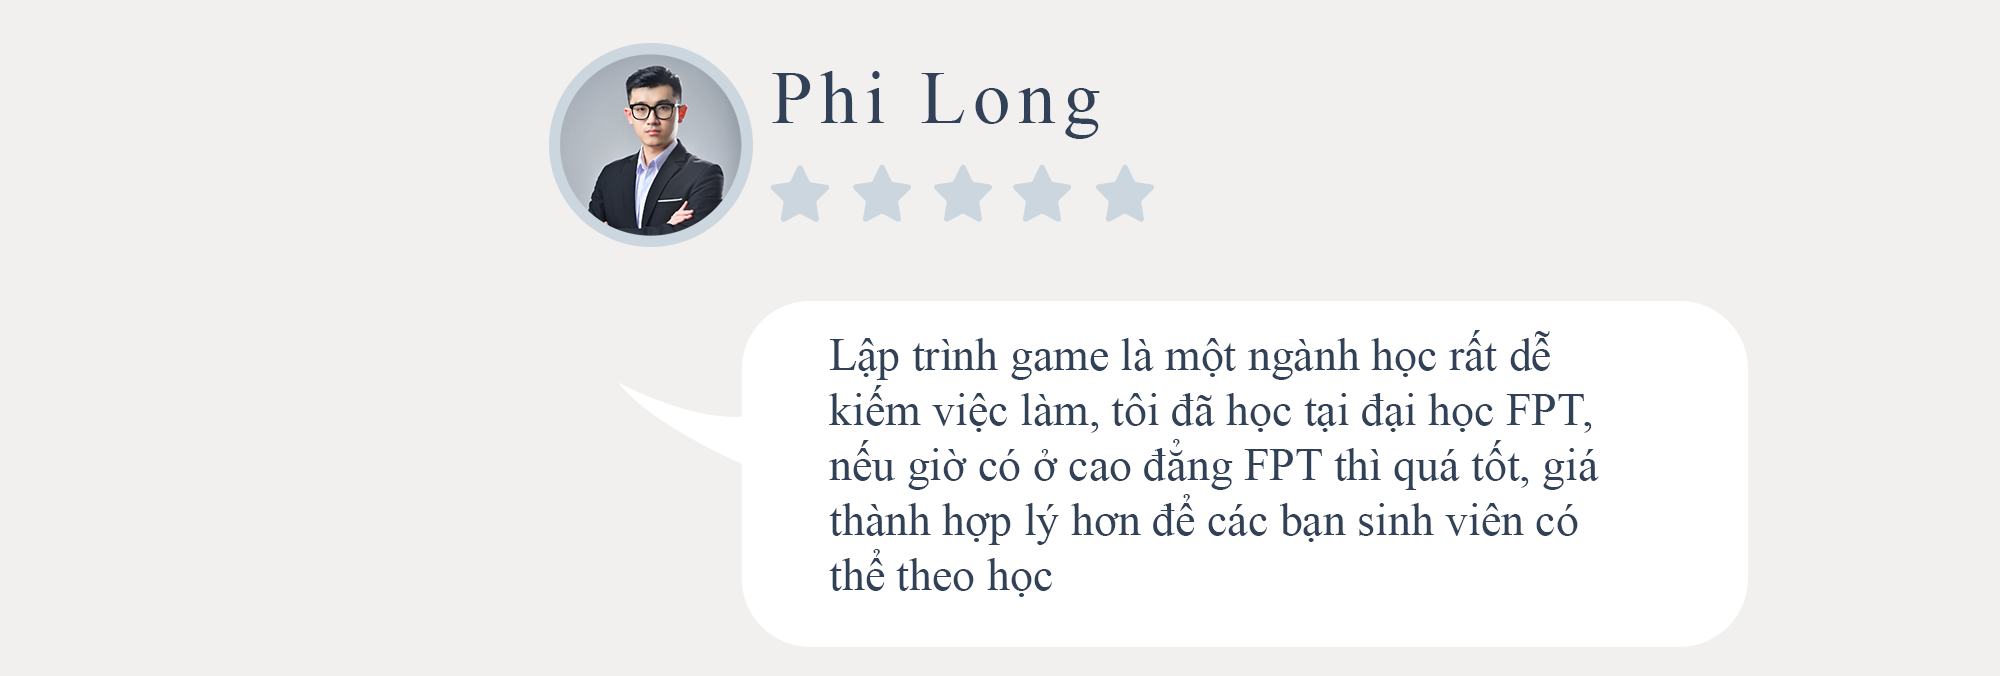 Phi Long
Lập trình game là một ngành học rất dễ
kiếm việc làm, tôi đã học tại đại học FPT,
nếu giờ có ở cao đẳng FPT thì quá tốt, giá
thành hợp lý hơn để các bạn sinh viên có
thể theo học